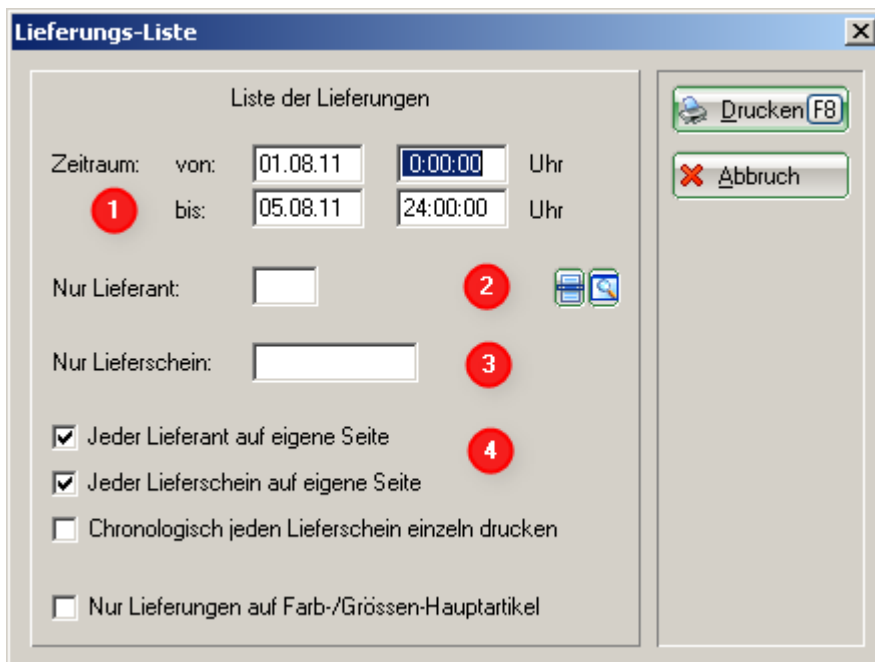 Lieferungs-Liste
Liste der Lieferungen
Zeitraum: von: 01.08.11 0:00:00 Uhr
1 bis: 05.08.11 24:00:00 Uhr
Nur Lieferant: 2
Nur Lieferschein: 3
Jeder Lieferant auf eigene Seite
4
Jeder Lieferschein auf eigene Seite
Chronologisch jeden Lieferschein einzeln drucken
Nur Lieferungen auf Farb-/Grössen-Hauptartikel
Drucken F8
Abbruch